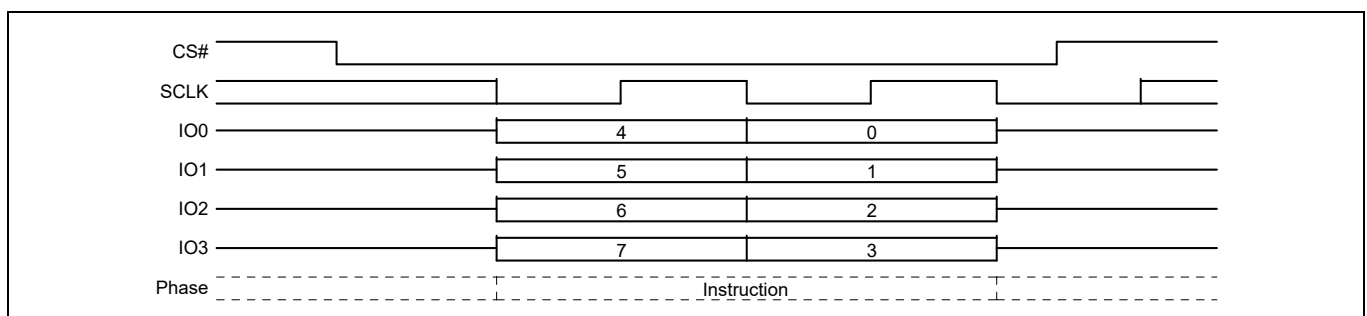 CS#
SCLK
IO0 4 0
IO1 5 1
IO2 6 2
IO3 7 3
Phase Instruction